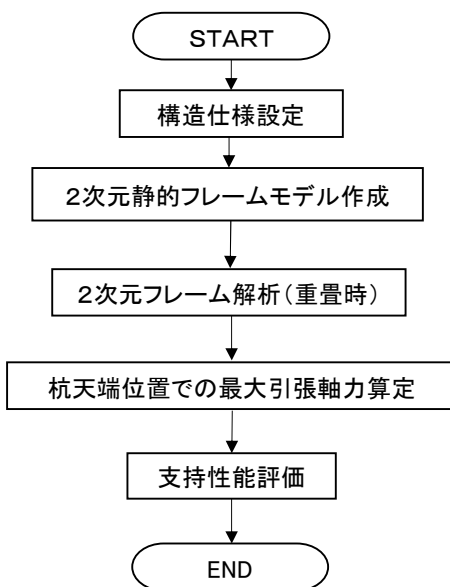 START
構造仕様設定
２次元静的フレームモデル作成
２次元フレーム解析（重畳時）
杭天端位置での最大引張軸力算定
支持性能評価
END